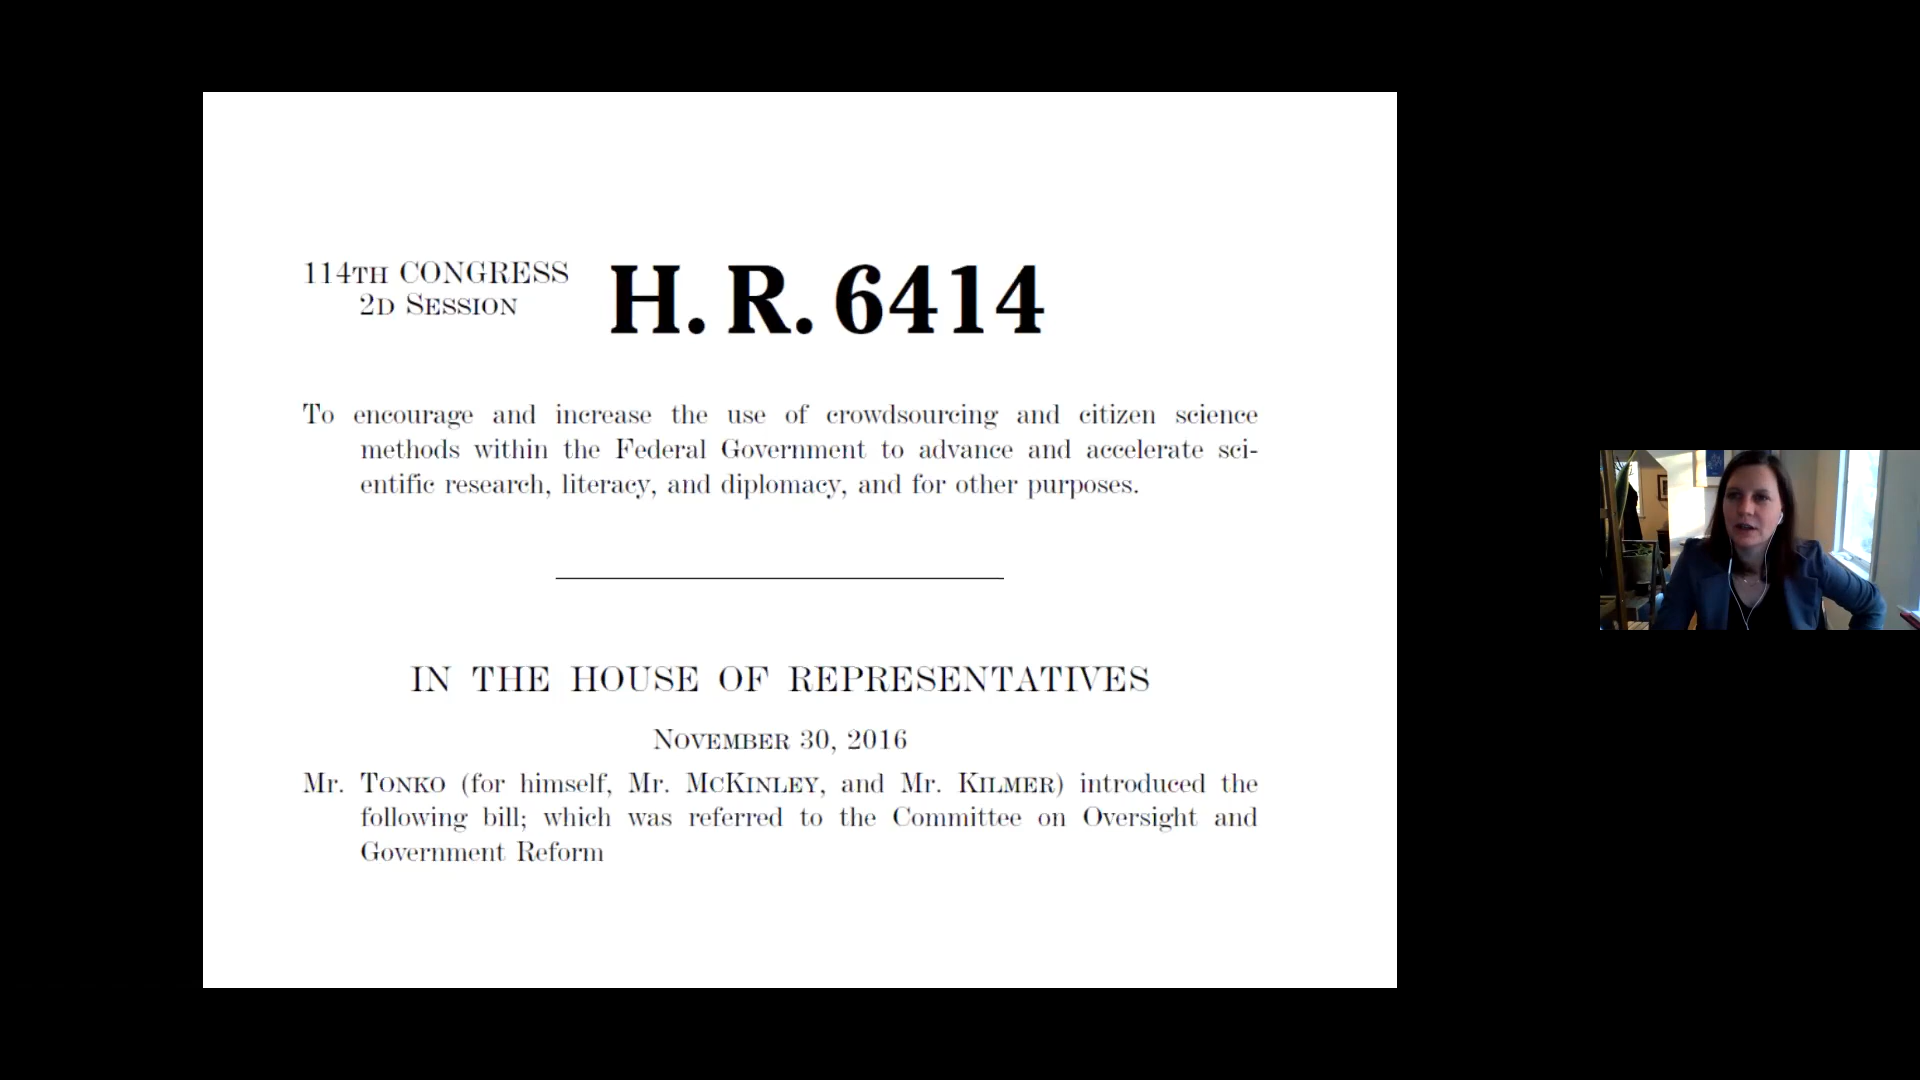 114TH CONGRESS
2D SESSION
H. R. 6414
To encourage and increase the use of crowdsourcing and citizen science
methods within the Federal Government to advance and accelerate sci-
entific research, literacy, and diplomacy, and for other purposes.
IN THE HOUSE OF REPRESENTATIVES
NOVEMBER 30, 2016
Mr. TONKO (for himself, Mr. MCKINLEY, and Mr. KILMER) introduced the
following bill; which was referred to the Committee on Oversight and
Government Reform